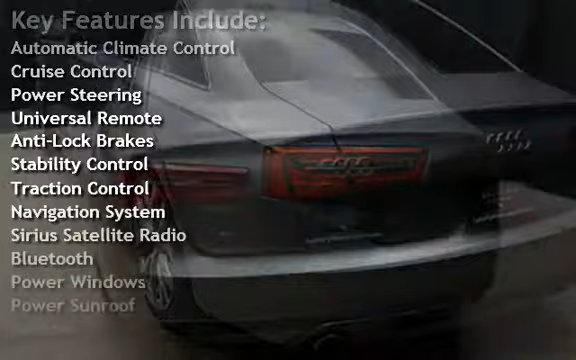 Key Features Include:
Automatic Climate Control
Cruise Control
Power Steering
Universal Remote
Anti-Lock Brakes
Stability Control
Traction Control
Navigation System
Sirius Satellite Radio
Bluetooth
Power Windows
Power Sunroof